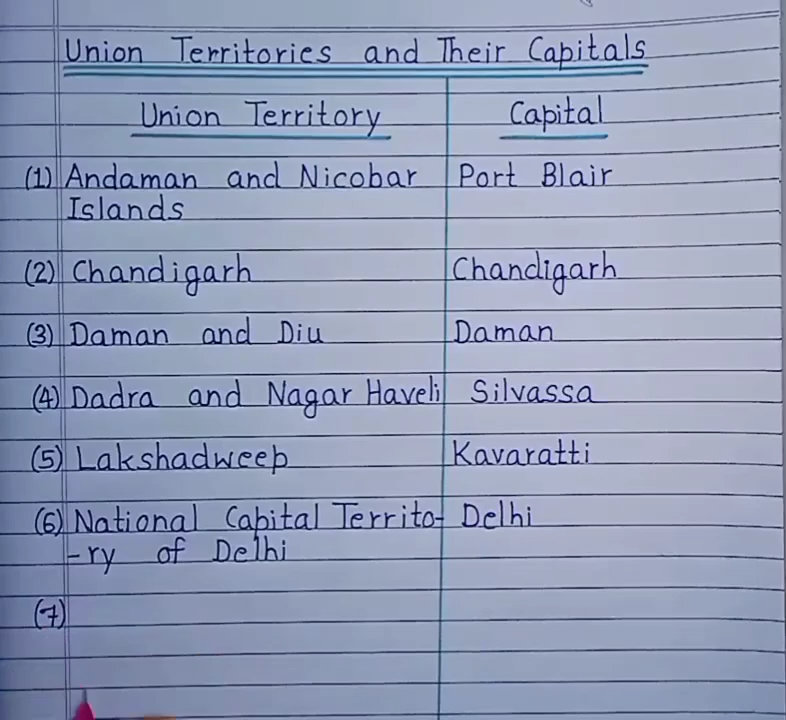 Union Territories and Their Capitals
Union Territory Capital
(1) Andaman and Nicobar Port Blair
Islands
(2) Chandigarh Chandigarh
(3) Daman and Diu Daman
(4) Dadra and Nagar Haveli Silvassa
(5) Lakshadweep Kavaratti
(6) National Capital Territo- Delhi
-ry of Delhi
(7)